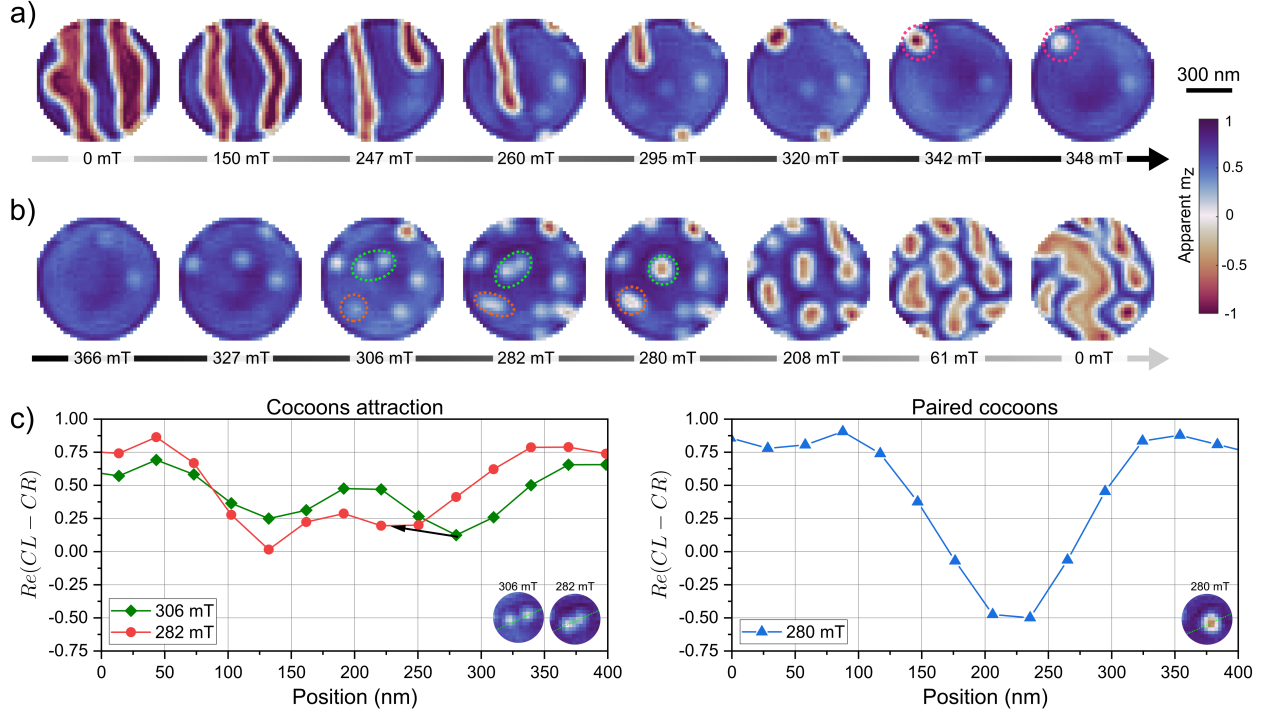 a)
0 mT 150 mT 247 mT 260 mT 295 mT 320 mT 342 mT 348 mT
300 nm
1
0.5
0
-0.5
-1
Apparent mz
b)
366 mT 327 mT 306 mT 282 mT 280 mT 208 mT 61 mT 0 mT
c)
Cocoons attraction
Re(CL − CR)
1.00
0.75
0.50
0.25
0.00
-0.25
-0.50
-0.75
306 mT
282 mT
306 mT 282 mT
0 50 100 150 200 250 300 350 400
Position (nm)
Paired cocoons
Re(CL − CR)
1.00
0.75
0.50
0.25
0.00
-0.25
-0.50
-0.75
280 mT
280 mT
0 50 100 150 200 250 300 350 400
Position (nm)